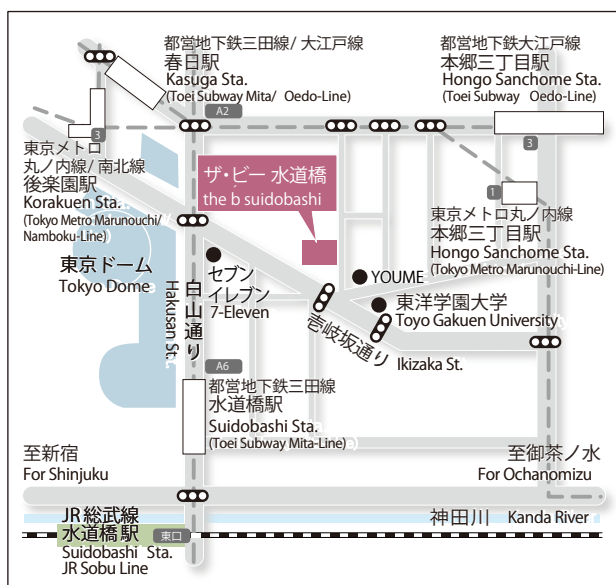 都営地下鉄三田線/大江戸線
春日駅
Kasuga Sta.
(Toei Subway Mita/ Oedo-Line)
A2
都営地下鉄大江戸線
本郷三丁目駅
Hongo Sanchome Sta.
(Toei Subway Oedo-Line)
3
3
1
東京メトロ
丸ノ内線/南北線
後楽園駅
Korakuen Sta.
(Tokyo Metro Marunouchi/
Namboku-Line)
ザ・ビー 水道橋
the b suidobashi
東京メトロ丸ノ内線
本郷三丁目駅
Hongo Sanchome Sta.
(Tokyo Metro Marunouchi-Line)
東京ドーム
Tokyo Dome
白山通り
Hakusan St.
セブン
イレブン
7-Eleven
YOUME
東洋学園大学
Toyo Gakuen University
壱岐坂通り
Ikizaka St.
A6
都営地下鉄三田線
水道橋駅
Suidobashi Sta.
(Toei Subway Mita-Line)
至新宿
For Shinjuku
至御茶ノ水
For Ochanomizu
神田川 Kanda River
JR総武線
水道橋駅
東口
Suidobashi Sta.
JR Sobu Line